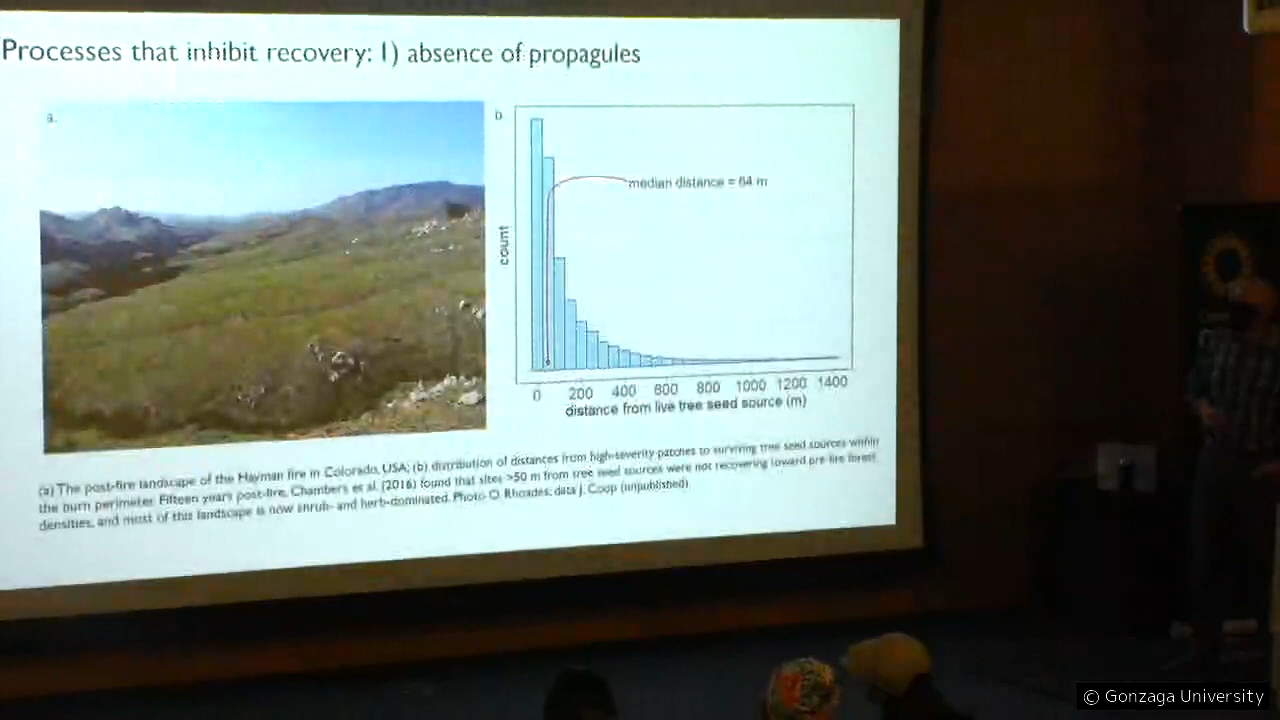 Processes that inhibit recovery: 1) absence of propagules
a.
b
median distance = 64 m
count
0 200 400 600 800 1000 1200 1400
distance from live tree seed source (m)
(a) The post-fire landscape of the Hayman fire in Colorado, USA; (b) distribution of distances from high-severity patches to surviving tree seed sources within
the burn perimeter. Fifteen years post-fire, Chambers et al. (2016) found that sites >50 m from tree seed sources were not recovering toward pre-fire forest
densities, and most of this landscape is now shrub- and herb-dominated. Photo C. Rhoades; data J. Coop (unpublished)
© Gonzaga University